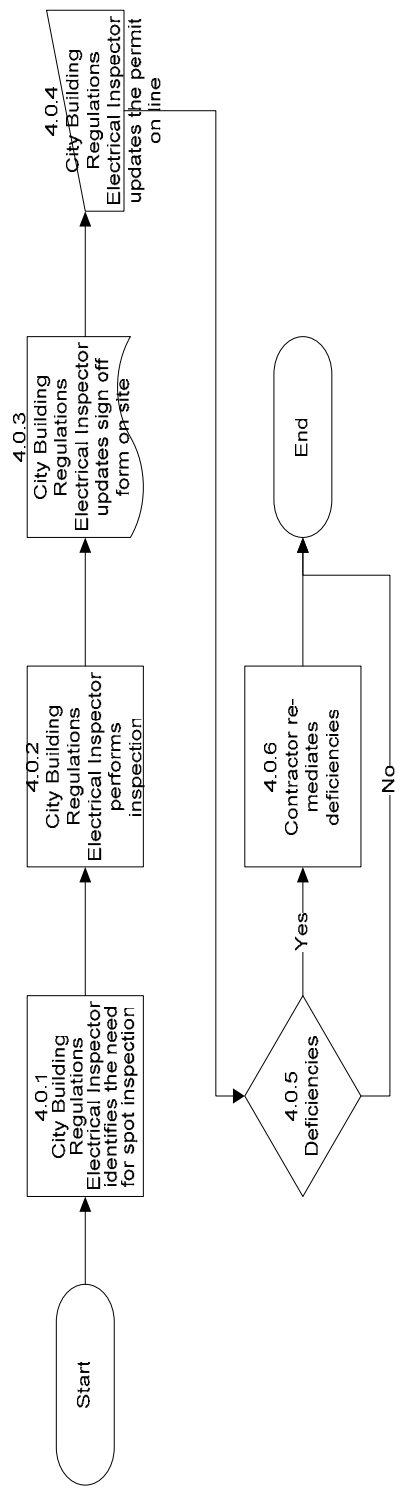 Start
4.0.1
City Building
Regulations
Electrical Inspector
identifies the need
for spot inspection
4.0.2
City Building
Regulations
Electrical Inspector
performs
inspection
4.0.3
City Building
Regulations
Electrical Inspector
updates sign off
form on site
4.0.4
City Building
Regulations
Electrical Inspector
updates the permit
on line
4.0.5
Deficiencies
Yes
4.0.6
Contractor re-
mediates
deficiencies
No
End